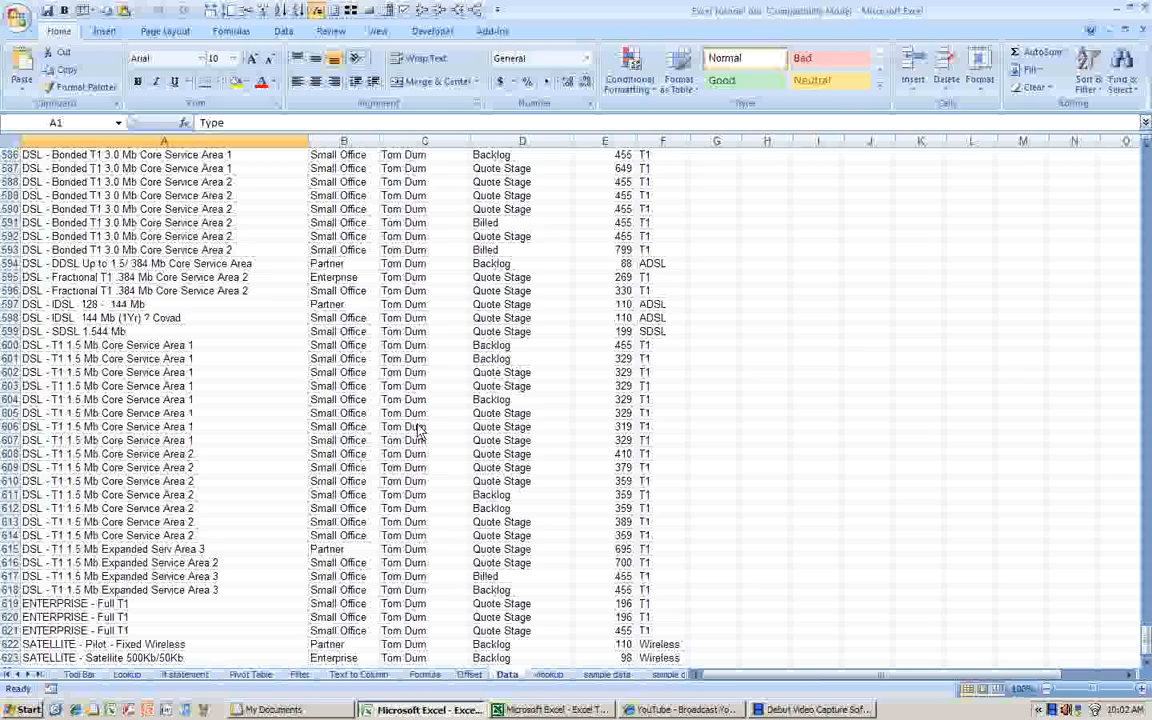 Excel Tutorial [Compatibility Mode] - Microsoft Excel
Home Insert Page Layout Formulas Data Review View Developer Add-Ins
Paste Cut Copy Format Painter
Arial 10 Wrap Text Merge & Center General
Conditional Formatting Format as Table Normal Bad Good Neutral
Insert Delete Format AutoSum Fill Clear Sort & Find &
Filter Select
Clipboard Font Alignment Number Cells Editing
A1 fx Type
A B C D E F G H I J K L M N O
586 DSL - Bonded T1 3.0 Mb Core Service Area 1 Small Office Tom Dum Backlog 455 T1
587 DSL - Bonded T1 3.0 Mb Core Service Area 1 Small Office Tom Dum Quote Stage 649 T1
588 DSL - Bonded T1 3.0 Mb Core Service Area 2 Small Office Tom Dum Quote Stage 455 T1
589 DSL - Bonded T1 3.0 Mb Core Service Area 2 Small Office Tom Dum Quote Stage 455 T1
590 DSL - Bonded T1 3.0 Mb Core Service Area 2 Small Office Tom Dum Quote Stage 455 T1
591 DSL - Bonded T1 3.0 Mb Core Service Area 2 Small Office Tom Dum Billed 455 T1
592 DSL - Bonded T1 3.0 Mb Core Service Area 2 Small Office Tom Dum Quote Stage 455 T1
593 DSL - Bonded T1 3.0 Mb Core Service Area 2 Small Office Tom Dum Billed 799 T1
594 DSL - DDSL Up to 1.5/.384 Mb Core Service Area Partner Tom Dum Backlog 88 ADSL
595 DSL - Fractional T1 .384 Mb Core Service Area 2 Enterprise Tom Dum Quote Stage 269 T1
596 DSL - Fractional T1 .384 Mb Core Service Area 2 Small Office Tom Dum Quote Stage 330 T1
597 DSL - IDSL 128 - 144 Mb Partner Tom Dum Quote Stage 110 ADSL
598 DSL - IDSL 144 Mb (1Yr) ? Covad Small Office Tom Dum Quote Stage 110 ADSL
599 DSL - SDSL 1.544 Mb Small Office Tom Dum Quote Stage 199 SDSL
600 DSL - T1 1.5 Mb Core Service Area 1 Small Office Tom Dum Backlog 455 T1
601 DSL - T1 1.5 Mb Core Service Area 1 Small Office Tom Dum Backlog 329 T1
602 DSL - T1 1.5 Mb Core Service Area 1 Small Office Tom Dum Quote Stage 329 T1
603 DSL - T1 1.5 Mb Core Service Area 1 Small Office Tom Dum Quote Stage 329 T1
604 DSL - T1 1.5 Mb Core Service Area 1 Small Office Tom Dum Backlog 329 T1
605 DSL - T1 1.5 Mb Core Service Area 1 Small Office Tom Dum Quote Stage 329 T1
606 DSL - T1 1.5 Mb Core Service Area 1 Small Office Tom Dum Quote Stage 319 T1
607 DSL - T1 1.5 Mb Core Service Area 1 Small Office Tom Dum Quote Stage 329 T1
608 DSL - T1 1.5 Mb Core Service Area 2 Small Office Tom Dum Quote Stage 410 T1
609 DSL - T1 1.5 Mb Core Service Area 2 Small Office Tom Dum Quote Stage 379 T1
610 DSL - T1 1.5 Mb Core Service Area 2 Small Office Tom Dum Quote Stage 359 T1
611 DSL - T1 1.5 Mb Core Service Area 2 Small Office Tom Dum Backlog 359 T1
612 DSL - T1 1.5 Mb Core Service Area 2 Small Office Tom Dum Backlog 359 T1
613 DSL - T1 1.5 Mb Core Service Area 2 Small Office Tom Dum Quote Stage 389 T1
614 DSL - T1 1.5 Mb Core Service Area 2 Small Office Tom Dum Quote Stage 359 T1
615 DSL - T1 1.5 Mb Expanded Serv Area 3 Partner Tom Dum Quote Stage 695 T1
616 DSL - T1 1.5 Mb Expanded Service Area 2 Small Office Tom Dum Quote Stage 700 T1
617 DSL - T1 1.5 Mb Expanded Service Area 3 Small Office Tom Dum Billed 455 T1
618 DSL - T1 1.5 Mb Expanded Service Area 3 Small Office Tom Dum Backlog 455 T1
619 ENTERPRISE - Full T1 Small Office Tom Dum Quote Stage 196 T1
620 ENTERPRISE - Full T1 Small Office Tom Dum Quote Stage 196 T1
621 ENTERPRISE - Full T1 Small Office Tom Dum Quote Stage 455 T1
622 SATELLITE - Pilot - Fixed Wireless Partner Tom Dum Backlog 110 Wireless
623 SATELLITE - Satellite 500Kb/50Kb Enterprise Tom Dum Backlog 98 Wireless
Tool Bar Lookup If statement Pivot Table Filter Text to Column Formula Offset Data sample data sample d
Ready 100%
Start My Documents Microsoft Excel - Exce... Microsoft Excel - Excel T... YouTube - Broadcast Yo... Debut Video Capture Sof... 10:02 AM